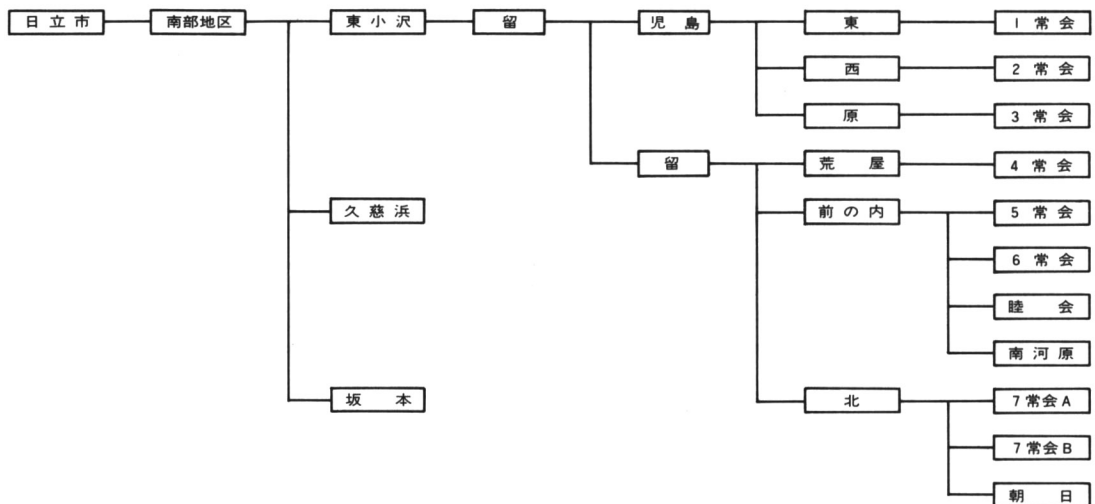 日立市 南部地区 東小沢 留 児島 東 1常会
西 2常会
原 3常会
留 荒屋 4常会
久慈浜 前の内 5常会
6常会
睦会
南河原
坂本 北 7常会A
7常会B
朝日